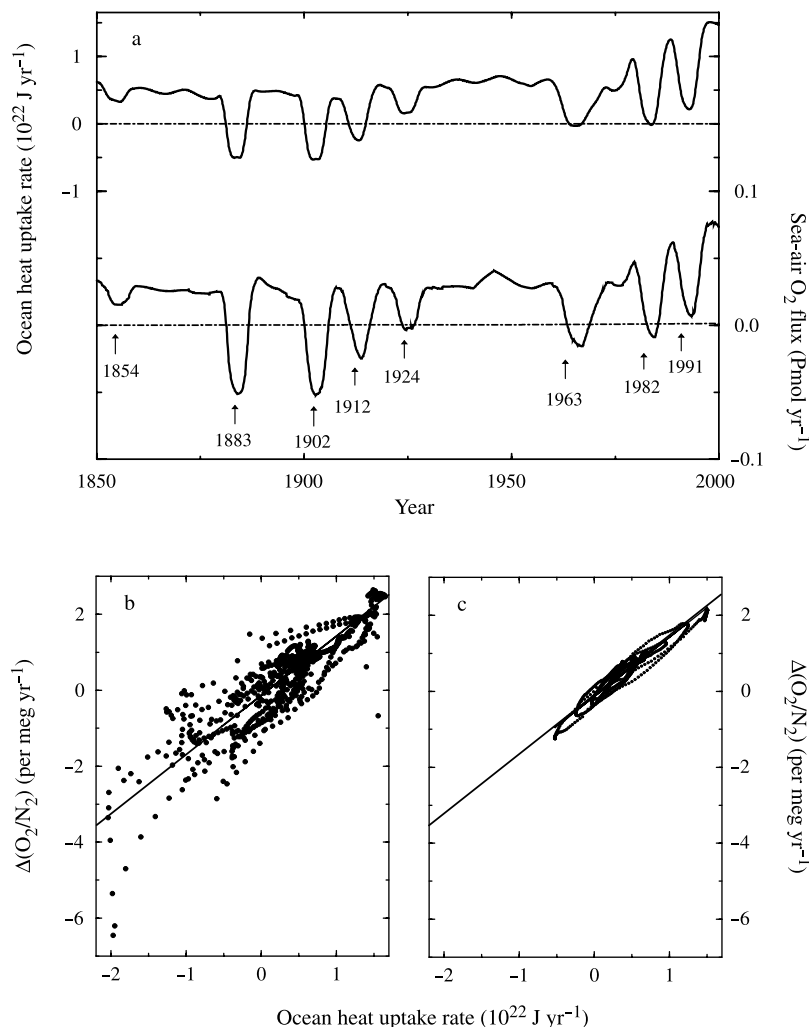 a
Ocean heat uptake rate (10²² J yr⁻¹)
1
0
−1
0.1
0.0
−0.1
Sea-air O₂ flux (Pmol yr⁻¹)
1854
1883
1902
1912
1924
1963
1982
1991
1850 1900 1950 2000
Year
b
Δ(O₂/N₂) (per meg yr⁻¹)
2
0
−2
−4
−6
−2 −1 0 1
c
2
0
−2
−4
−6
Δ(O₂/N₂) (per meg yr⁻¹)
−2 −1 0 1
Ocean heat uptake rate (10²² J yr⁻¹)